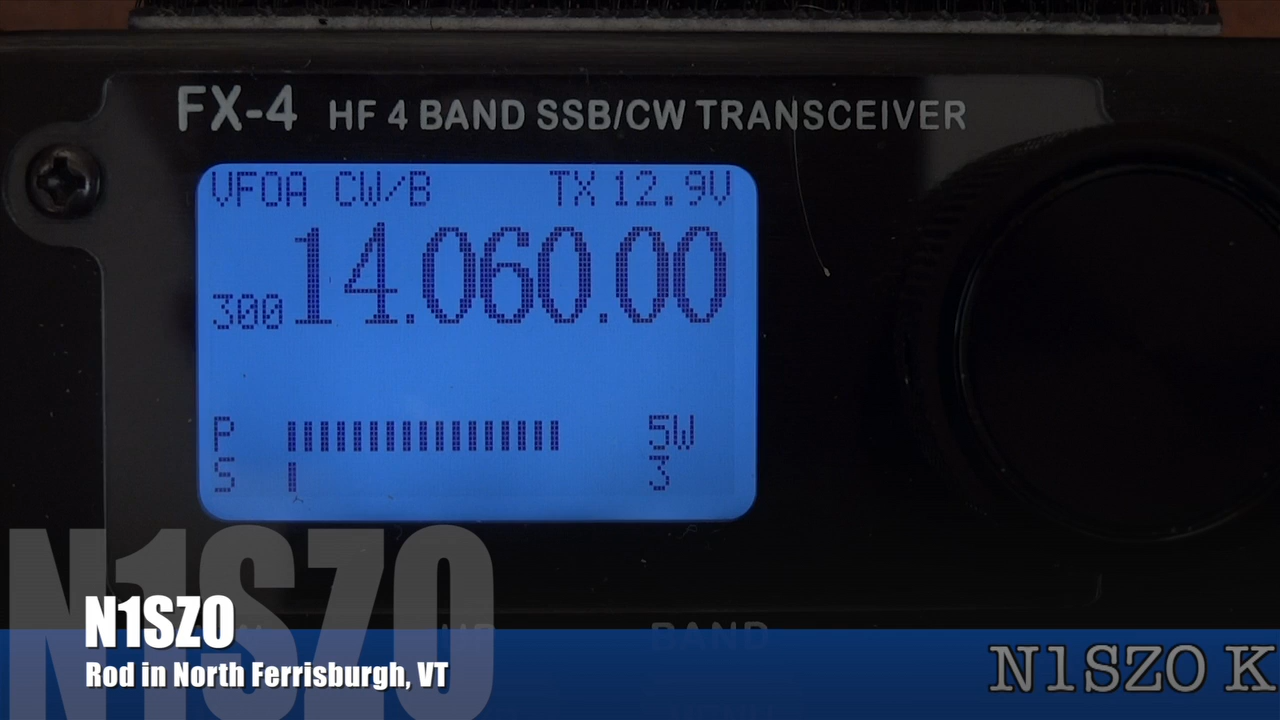 FX-4 HF 4 BAND SSB/CW TRANSCEIVER
VFOA CW/B TX 12.9V
300 14.060.00
P 5W
S 3
N1SZO
N1SZO
BAND
Rod in North Ferrisburgh, VT
N1SZO K